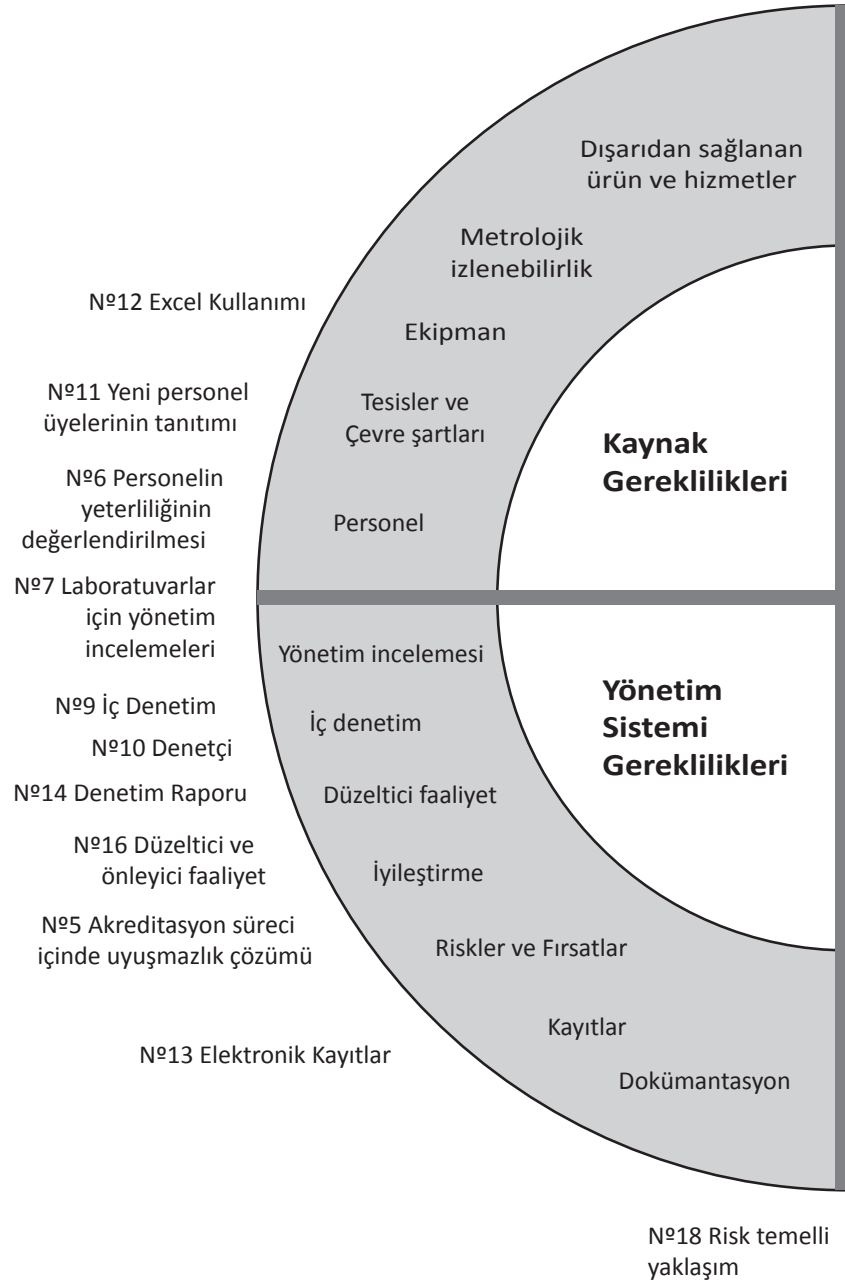 Dışarıdan sağlanan
ürün ve hizmetler
Metrolojik
izlenebilirlik
Nº12 Excel Kullanımı
Ekipman
Nº11 Yeni personel
üyelerinin tanıtımı
Tesisler ve
Çevre şartları
Kaynak
Gereklilikleri
Nº6 Personelin
yeterliliğinin
değerlendirilmesi
Personel
Nº7 Laboratuvarlar
için yönetim
incelemeleri
Yönetim incelemesi
Yönetim
Sistemi
Gereklilikleri
Nº9 İç Denetim
İç denetim
Nº10 Denetçi
Nº14 Denetim Raporu
Düzeltici faaliyet
Nº16 Düzeltici ve
önleyici faaliyet
İyileştirme
Nº5 Akreditasyon süreci
içinde uyuşmazlık çözümü
Riskler ve Fırsatlar
Kayıtlar
Nº13 Elektronik Kayıtlar
Dokümantasyon
Nº18 Risk temelli
yaklaşım